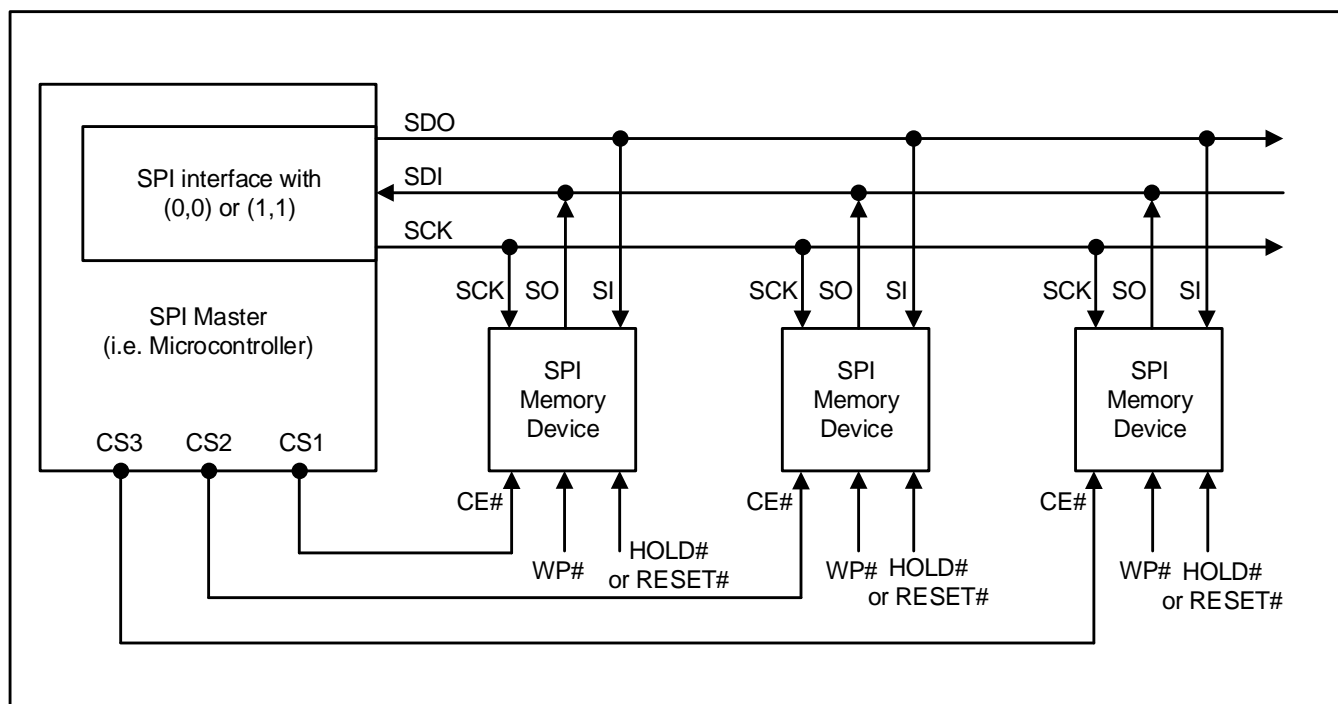 SDO
SPI interface with
(0,0) or (1,1)
SDI
SCK
SPI Master
(i.e. Microcontroller)
SCK SO SI
SCK SO SI
SCK SO SI
SPI
Memory
Device
SPI
Memory
Device
SPI
Memory
Device
CS3 CS2 CS1
CE#
WP#
HOLD#
or RESET#
CE#
WP#
HOLD#
or RESET#
CE#
WP#
HOLD#
or RESET#